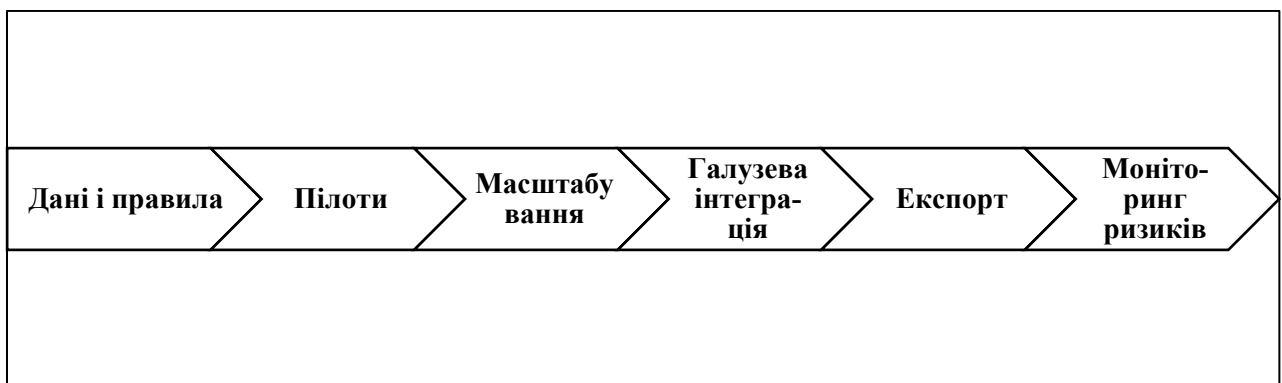 Дані і правила
Пілоти
Масштабу
вання
Галузева
інтегра-
ція
Експорт
Моніто-
ринг
ризиків